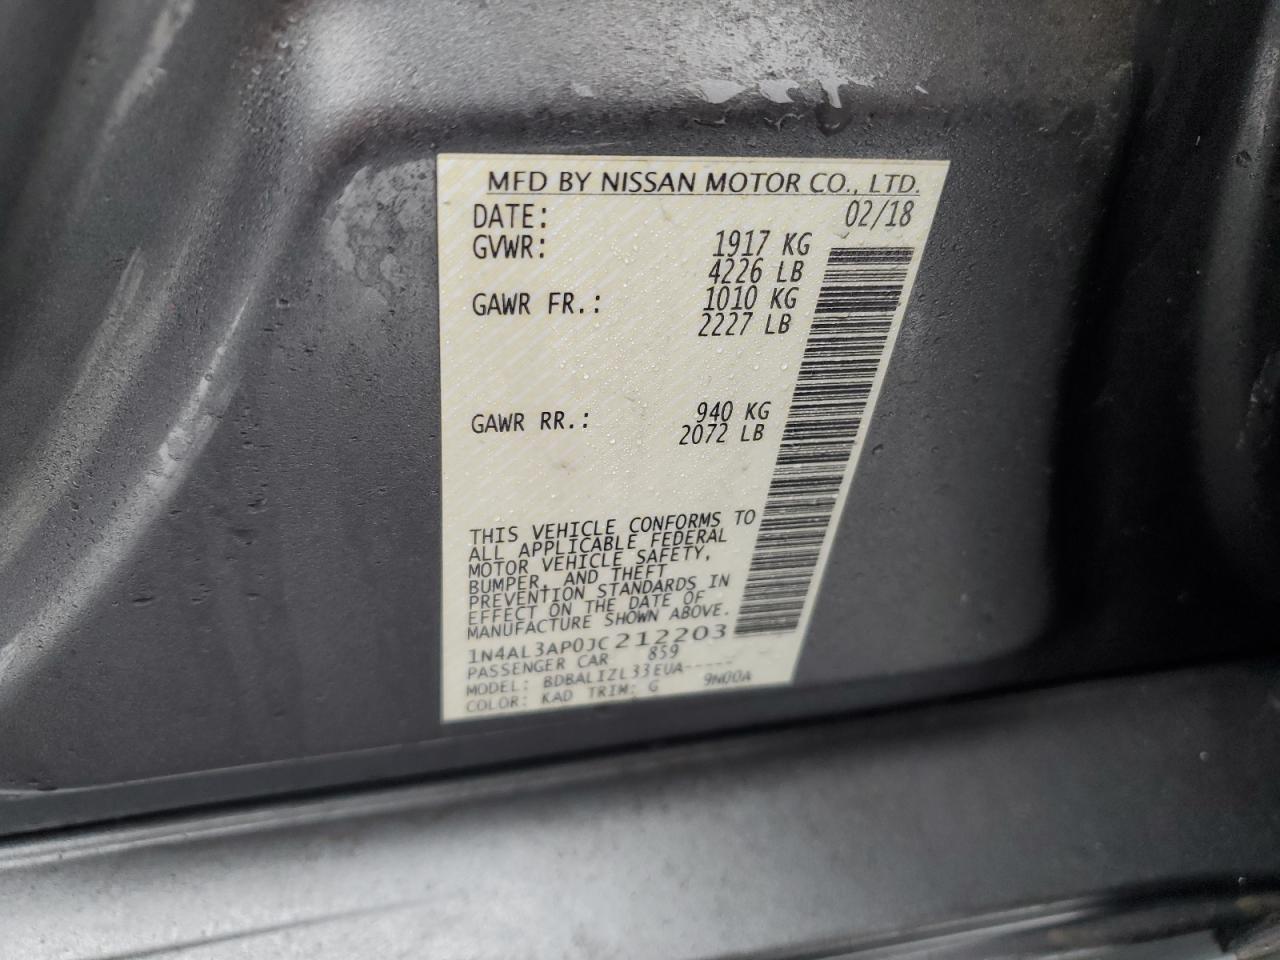 MFD BY NISSAN MOTOR CO., LTD.
DATE: 02/18
GVWR: 1917 KG
4226 LB
GAWR FR.: 1010 KG
2227 LB
GAWR RR.: 940 KG
2072 LB
THIS VEHICLE CONFORMS TO
ALL APPLICABLE FEDERAL
MOTOR VEHICLE SAFETY,
BUMPER, AND THEFT
PREVENTION STANDARDS IN
EFFECT ON THE DATE OF
MANUFACTURE SHOWN ABOVE.
1N4AL3AP0JC212203
PASSENGER CAR 859
MODEL: BDBALIZL33EUA-----
COLOR: KAD TRIM: G 9N00A